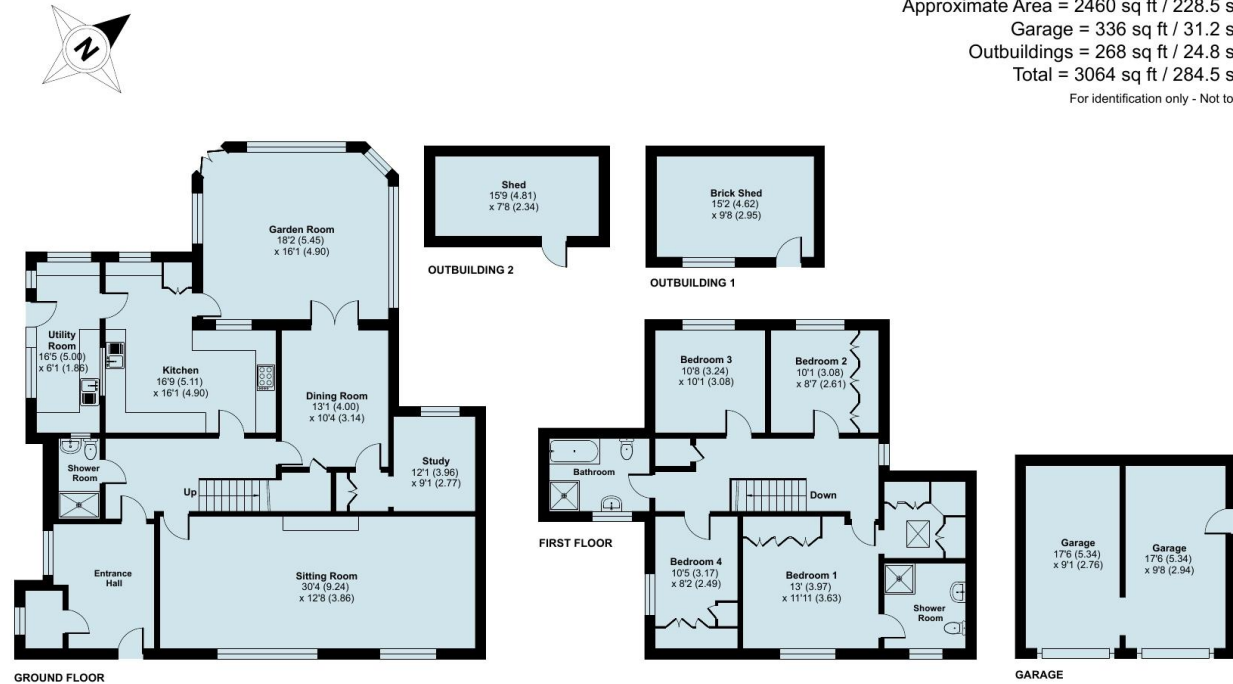 N
Approximate Area = 2460 sq ft / 228.5 s
Garage = 336 sq ft / 31.2 s
Outbuildings = 268 sq ft / 24.8 s
Total = 3064 sq ft / 284.5 s
For identification only - Not to
Garden Room
18'2 (5.45)
x 16'1 (4.90)
Shed
15'9 (4.81)
x 7'8 (2.34)
OUTBUILDING 2
Brick Shed
15'2 (4.62)
x 9'8 (2.95)
OUTBUILDING 1
Utility
Room
16'5 (5.00)
x 6'1 (1.86)
Kitchen
16'9 (5.11)
x 16'1 (4.90)
Dining Room
13'1 (4.00)
x 10'4 (3.14)
Study
12'1 (3.96)
x 9'1 (2.77)
Shower
Room
Up
Entrance
Hall
Sitting Room
30'4 (9.24)
x 12'8 (3.86)
GROUND FLOOR
Bedroom 3
10'8 (3.24)
x 10'1 (3.08)
Bedroom 2
10'1 (3.08)
x 8'7 (2.61)
Bathroom
Down
FIRST FLOOR
Bedroom 4
10'5 (3.17)
x 8'2 (2.49)
Bedroom 1
13' (3.97)
x 11'11 (3.63)
Shower
Room
Garage
17'6 (5.34)
x 9'1 (2.76)
Garage
17'6 (5.34)
x 9'8 (2.94)
GARAGE